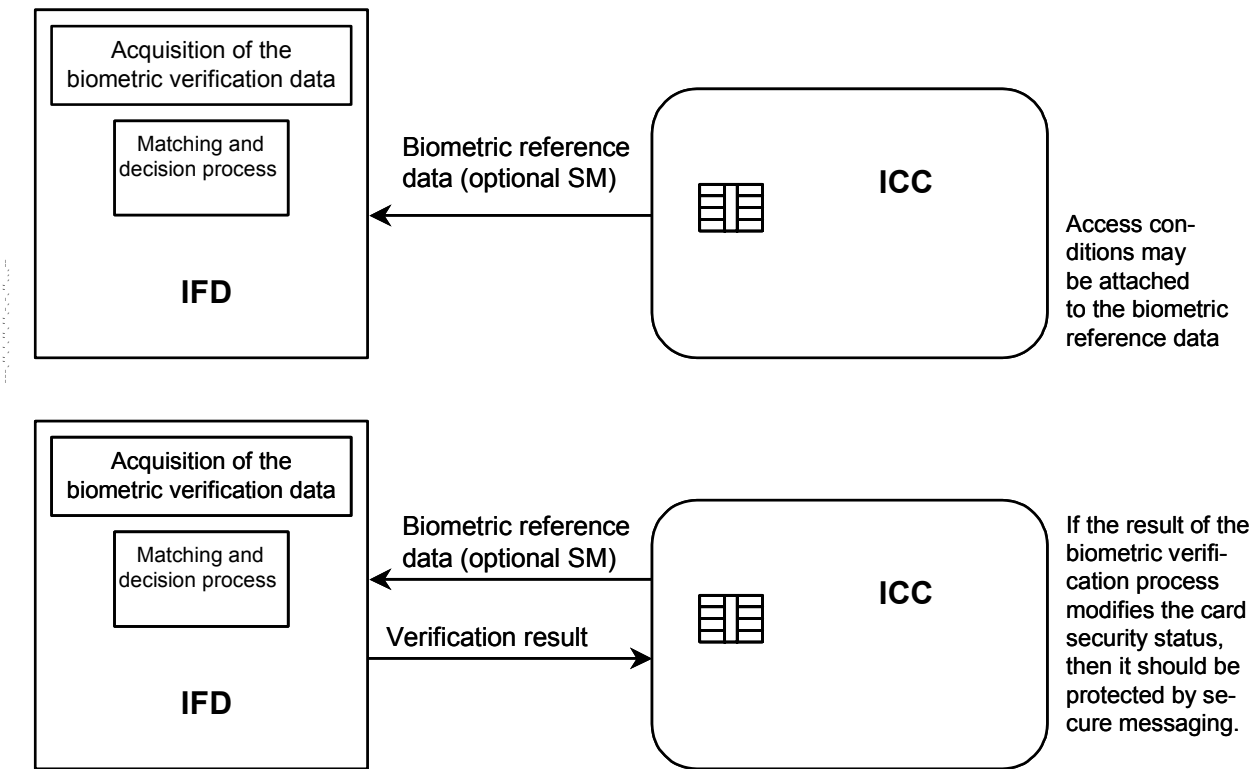 Acquisition of the
biometric verification data
Matching and
decision process
IFD
Biometric reference
data (optional SM)
ICC
Access con-
ditions may
be attached
to the biometric
reference data
Acquisition of the
biometric verification data
Matching and
decision process
IFD
Biometric reference
data (optional SM)
Verification result
ICC
If the result of the
biometric verifi-
cation process
modifies the card
security status,
then it should be
protected by se-
cure messaging.